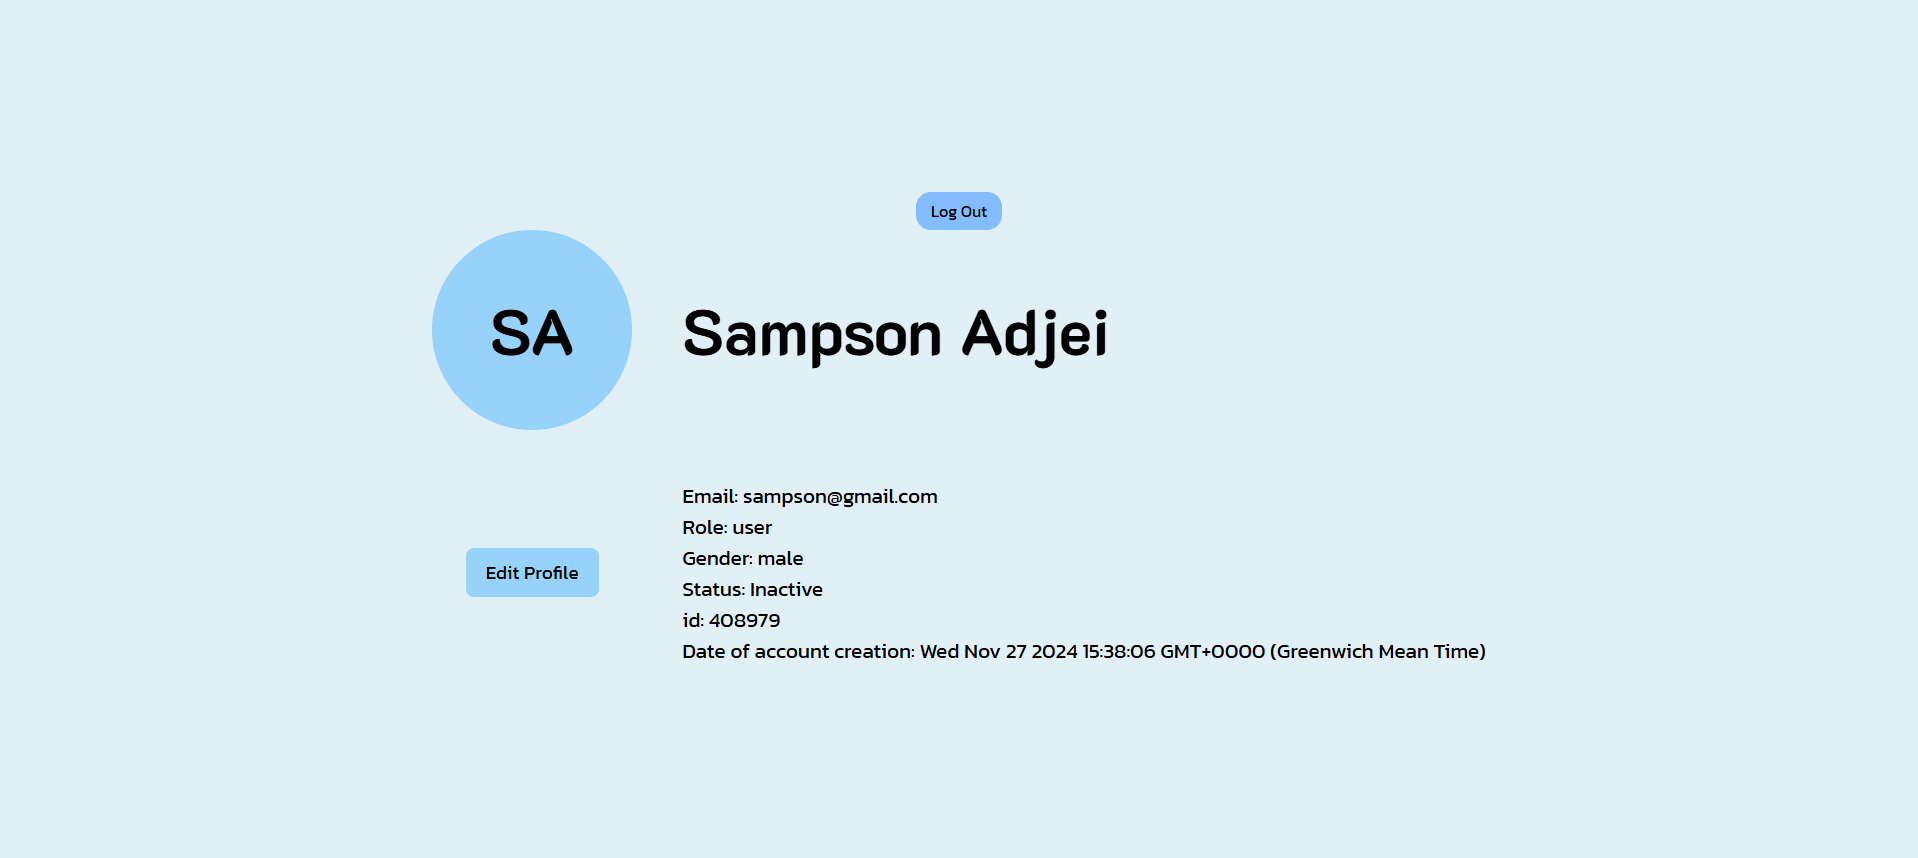 Log Out
SA
Sampson Adjei
Email: sampson@gmail.com
Role: user
Gender: male
Status: Inactive
id: 408979
Date of account creation: Wed Nov 27 2024 15:38:06 GMT+0000 (Greenwich Mean Time)
Edit Profile